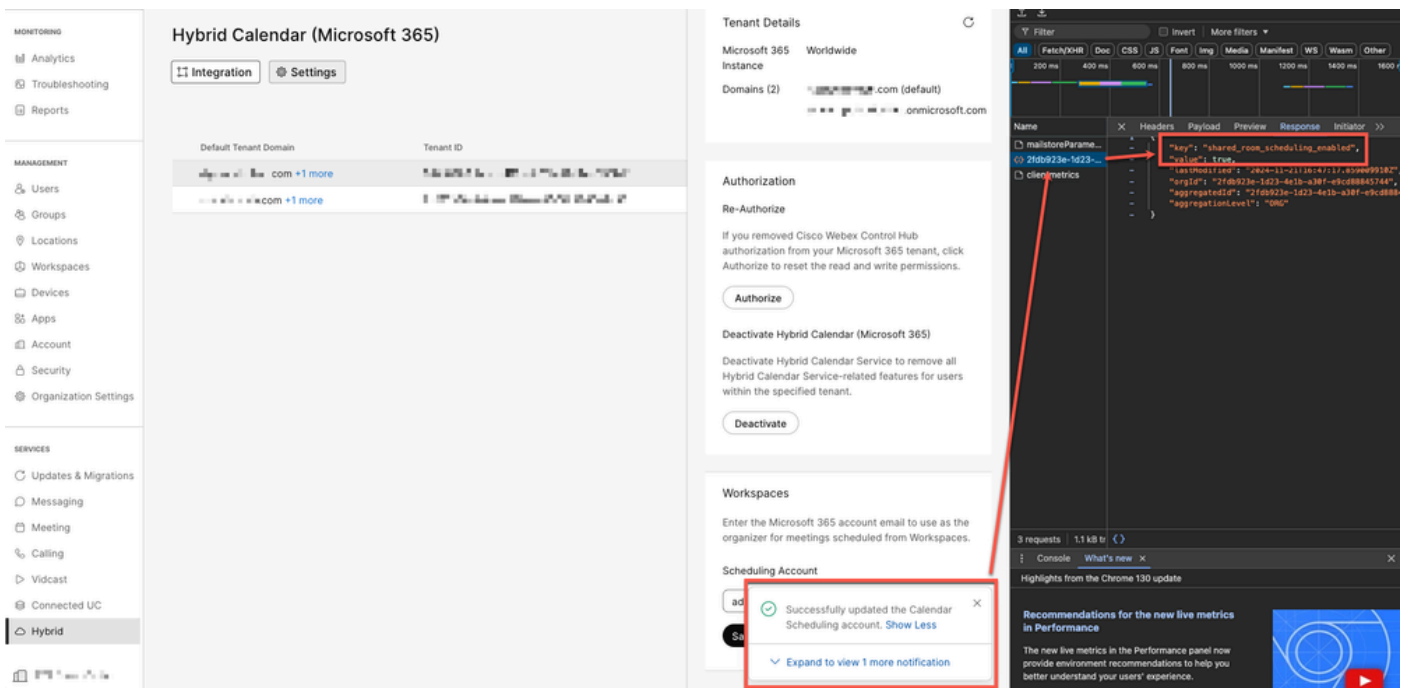 MONITORING
Analytics
Troubleshooting
Reports
MANAGEMENT
Users
Groups
Locations
Workspaces
Devices
Apps
Account
Security
Organization Settings
SERVICES
Updates & Migrations
Messaging
Meeting
Calling
Vidcast
Connected UC
Hybrid
Hybrid Calendar (Microsoft 365)
Integration
Settings
Default Tenant Domain
Tenant ID
com +1 more
com +1 more
Tenant Details
Microsoft 365 Instance
Worldwide
Domains (2)
.com (default)
.onmicrosoft.com
Authorization
Re-Authorize
If you removed Cisco Webex Control Hub
authorization from your Microsoft 365 tenant, click
Authorize to reset the read and write permissions.
Authorize
Deactivate Hybrid Calendar (Microsoft 365)
Deactivate Hybrid Calendar Service to remove all
Hybrid Calendar Service-related features for users
within the specified tenant.
Deactivate
Workspaces
Enter the Microsoft 365 account email to use as the
organizer for meetings scheduled from Workspaces.
Scheduling Account
ad
Sa
Successfully updated the Calendar
Scheduling account. Show Less
Expand to view 1 more notification
Filter
Invert
More filters
All Fetch/XHR Doc CSS JS Font Img Media Manifest WS Wasm Other
200 ms 400 ms 600 ms 800 ms 1000 ms 1200 ms 1400 ms 1600
Name
Headers Payload Preview Response Initiator
mailstoreParame...
2fdb923e-1d23-...
clientmetrics
"key": "shared_room_scheduling_enabled",
"value": true,
"lastModified":
"orgId": "2fdb923e-1d23-4e1b-a30f-e9cd88845744",
"aggregatedId": "2fdb923e-1d23-4e1b-a30f-e9cd888
"aggregationLevel": "ORG"
}
3 requests 1.1 kB tr { }
Console What's new
Highlights from the Chrome 130 update
Recommendations for the new live metrics
in Performance
The new live metrics in the Performance panel now
provide environment recommendations to help you
better understand your users' experience.